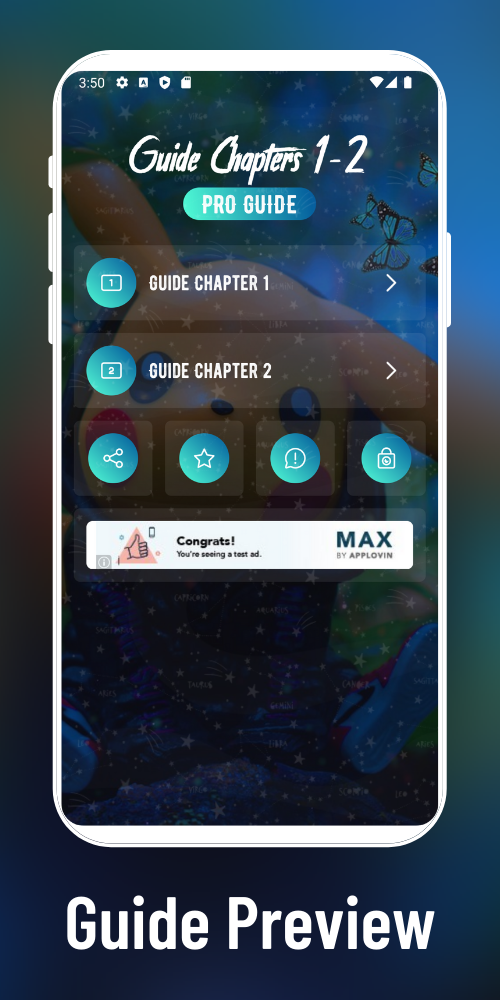 3:50
Guide Chapters 1-2
PRO GUIDE
1
GUIDE CHAPTER 1
2
GUIDE CHAPTER 2
Congrats!
You're seeing a test ad.
MAX
BY APPLOVIN
Guide Preview